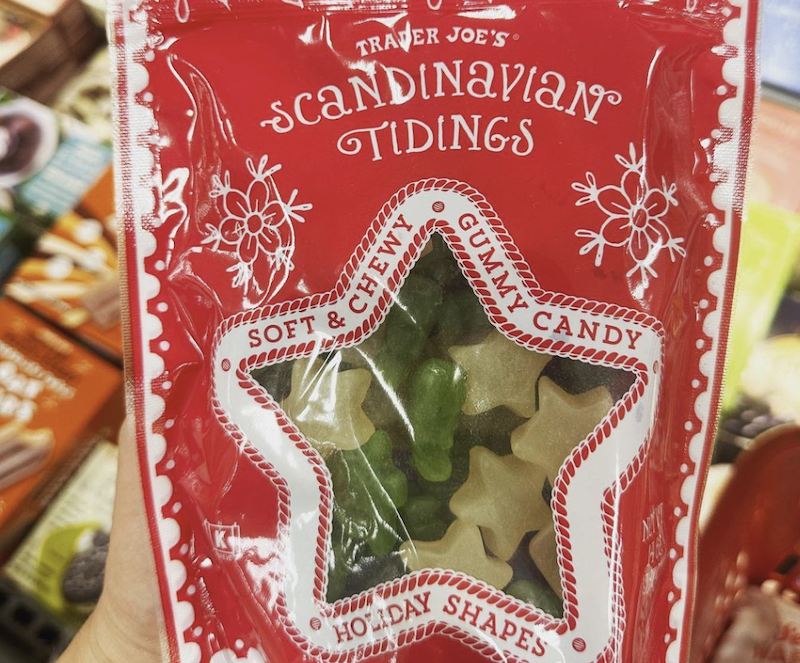 TRADER JOE'S®
SCANDINAVIAN
TIDINGS
SOFT & CHEWY
GUMMY CANDY
HOLIDAY SHAPES
K